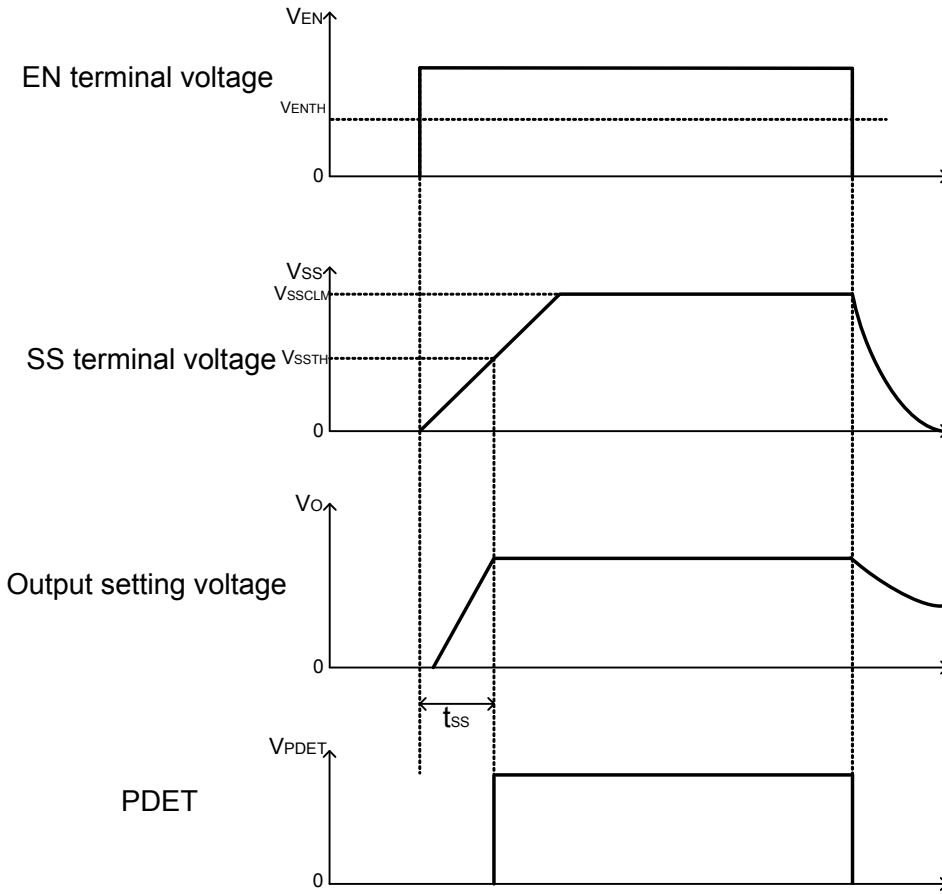 VEN
EN terminal voltage
VENTH
0
VSS
VSSCLM
SS terminal voltage
VSSTH
0
VO
Output setting voltage
0
tSS
VPDET
PDET
0